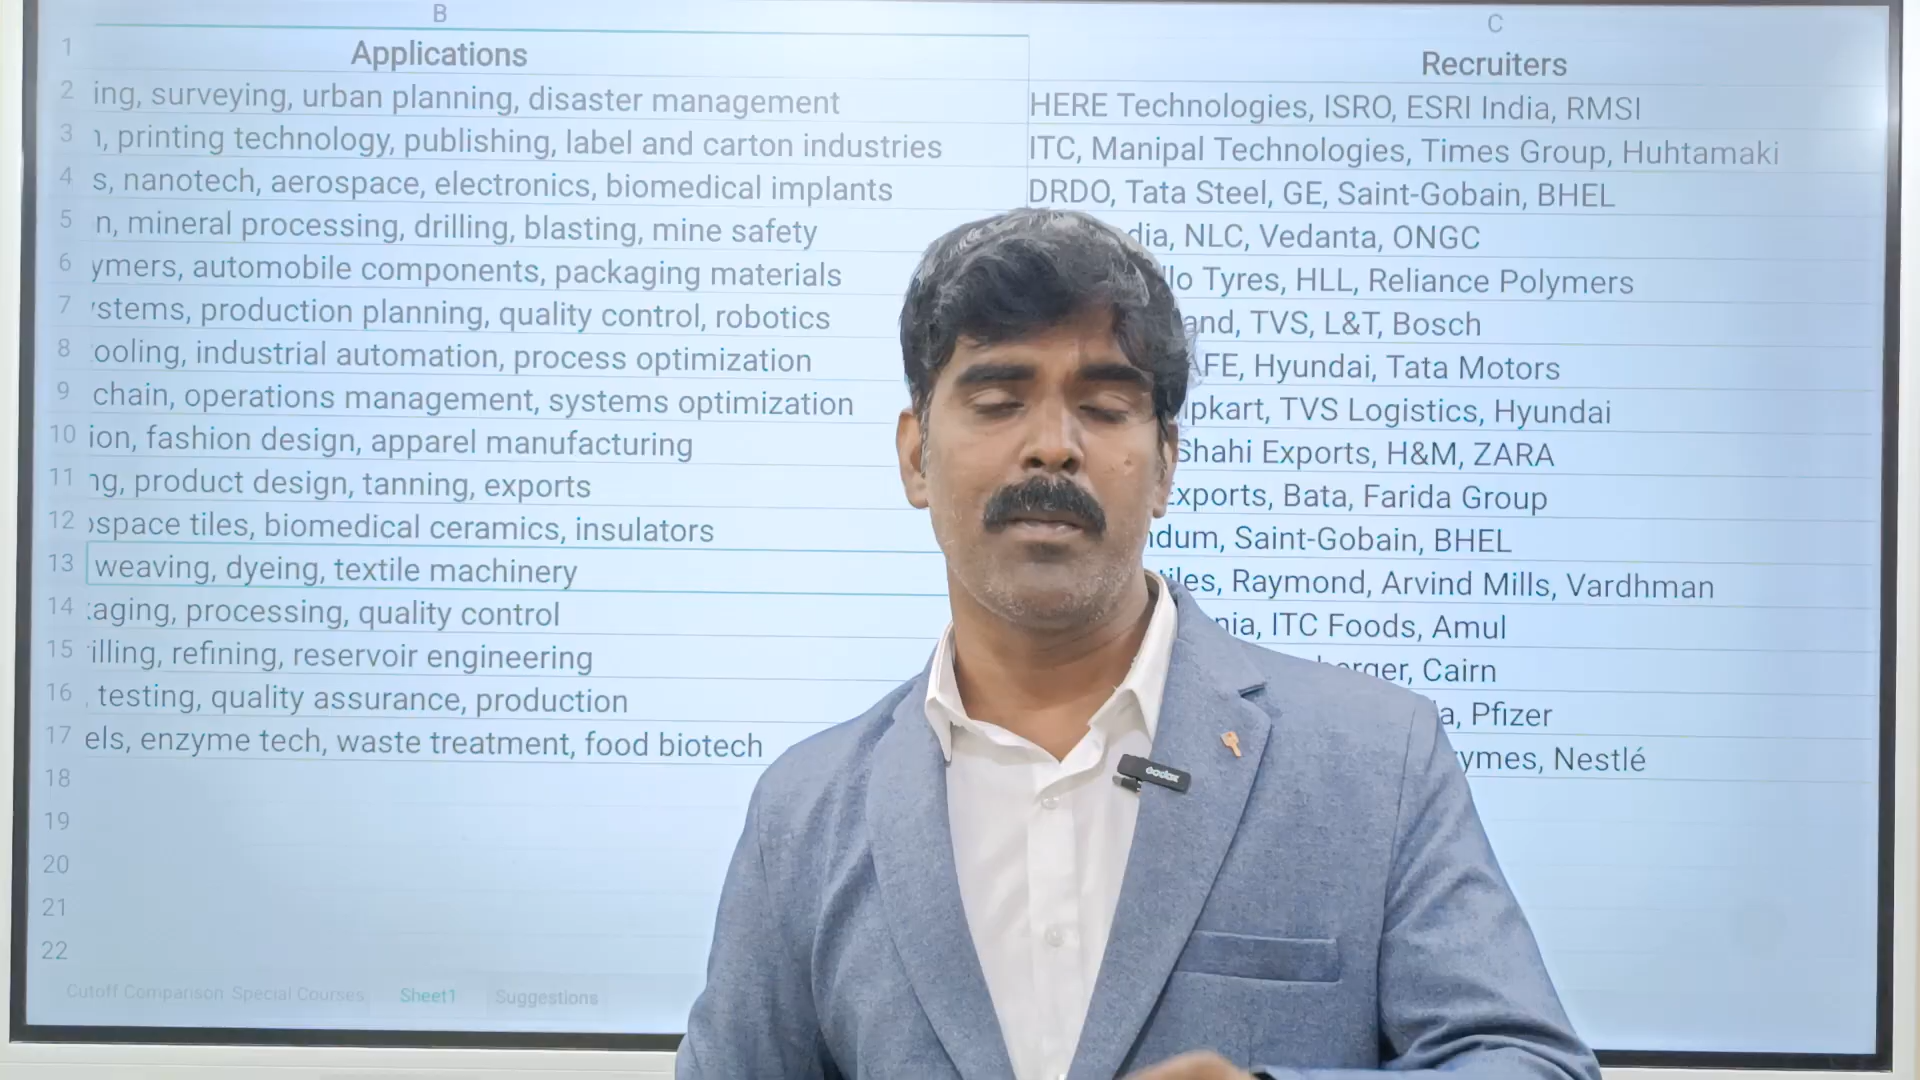 B
C
1 Applications Recruiters
2 ing, surveying, urban planning, disaster management HERE Technologies, ISRO, ESRI India, RMSI
3 printing technology, publishing, label and carton industries ITC, Manipal Technologies, Times Group, Huhtamaki
4 s, nanotech, aerospace, electronics, biomedical implants DRDO, Tata Steel, GE, Saint-Gobain, BHEL
5 n, mineral processing, drilling, blasting, mine safety dia, NLC, Vedanta, ONGC
6 ymers, automobile components, packaging materials lo Tyres, HLL, Reliance Polymers
7 stems, production planning, quality control, robotics and, TVS, L&T, Bosch
8 ooling, industrial automation, process optimization AFE, Hyundai, Tata Motors
9 chain, operations management, systems optimization ipkart, TVS Logistics, Hyundai
10 ion, fashion design, apparel manufacturing Shahi Exports, H&M, ZARA
11 ng, product design, tanning, exports Exports, Bata, Farida Group
12 space tiles, biomedical ceramics, insulators ndum, Saint-Gobain, BHEL
13 weaving, dyeing, textile machinery tiles, Raymond, Arvind Mills, Vardhman
14 aging, processing, quality control nia, ITC Foods, Amul
15 illing, refining, reservoir engineering berger, Cairn
16 testing, quality assurance, production a, Pfizer
17 els, enzyme tech, waste treatment, food biotech ymes, Nestlé
18
19
20
21
22
Cutoff Comparison Special Courses Sheet1 Suggestions
Godox